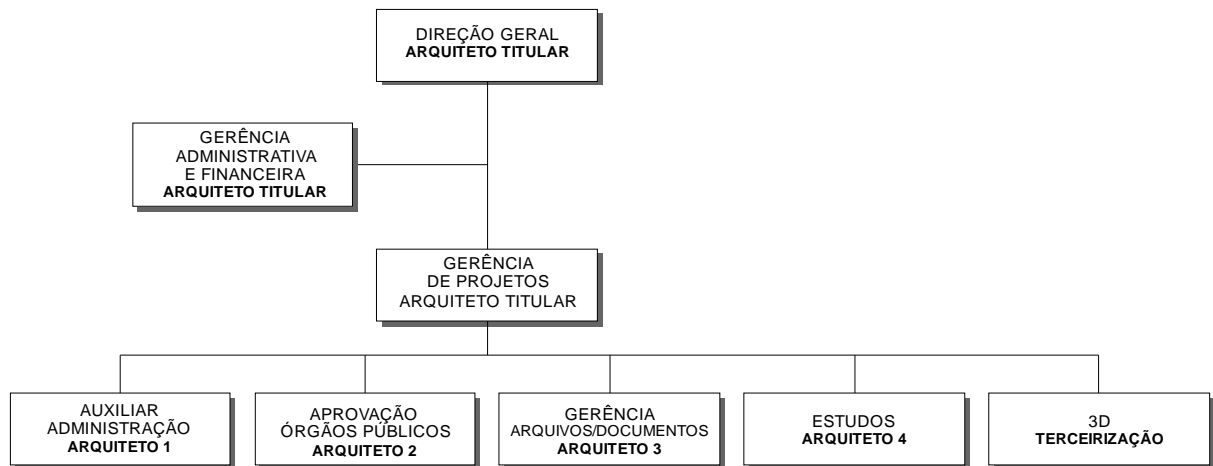 DIREÇÃO GERAL
ARQUITETO TITULAR
GERÊNCIA
ADMINISTRATIVA
E FINANCEIRA
ARQUITETO TITULAR
GERÊNCIA
DE PROJETOS
ARQUITETO TITULAR
AUXILIAR
ADMINISTRAÇÃO
ARQUITETO 1
APROVAÇÃO
ÓRGÃOS PÚBLICOS
ARQUITETO 2
GERÊNCIA
ARQUIVOS/DOCUMENTOS
ARQUITETO 3
ESTUDOS
ARQUITETO 4
3D
TERCEIRIZAÇÃO